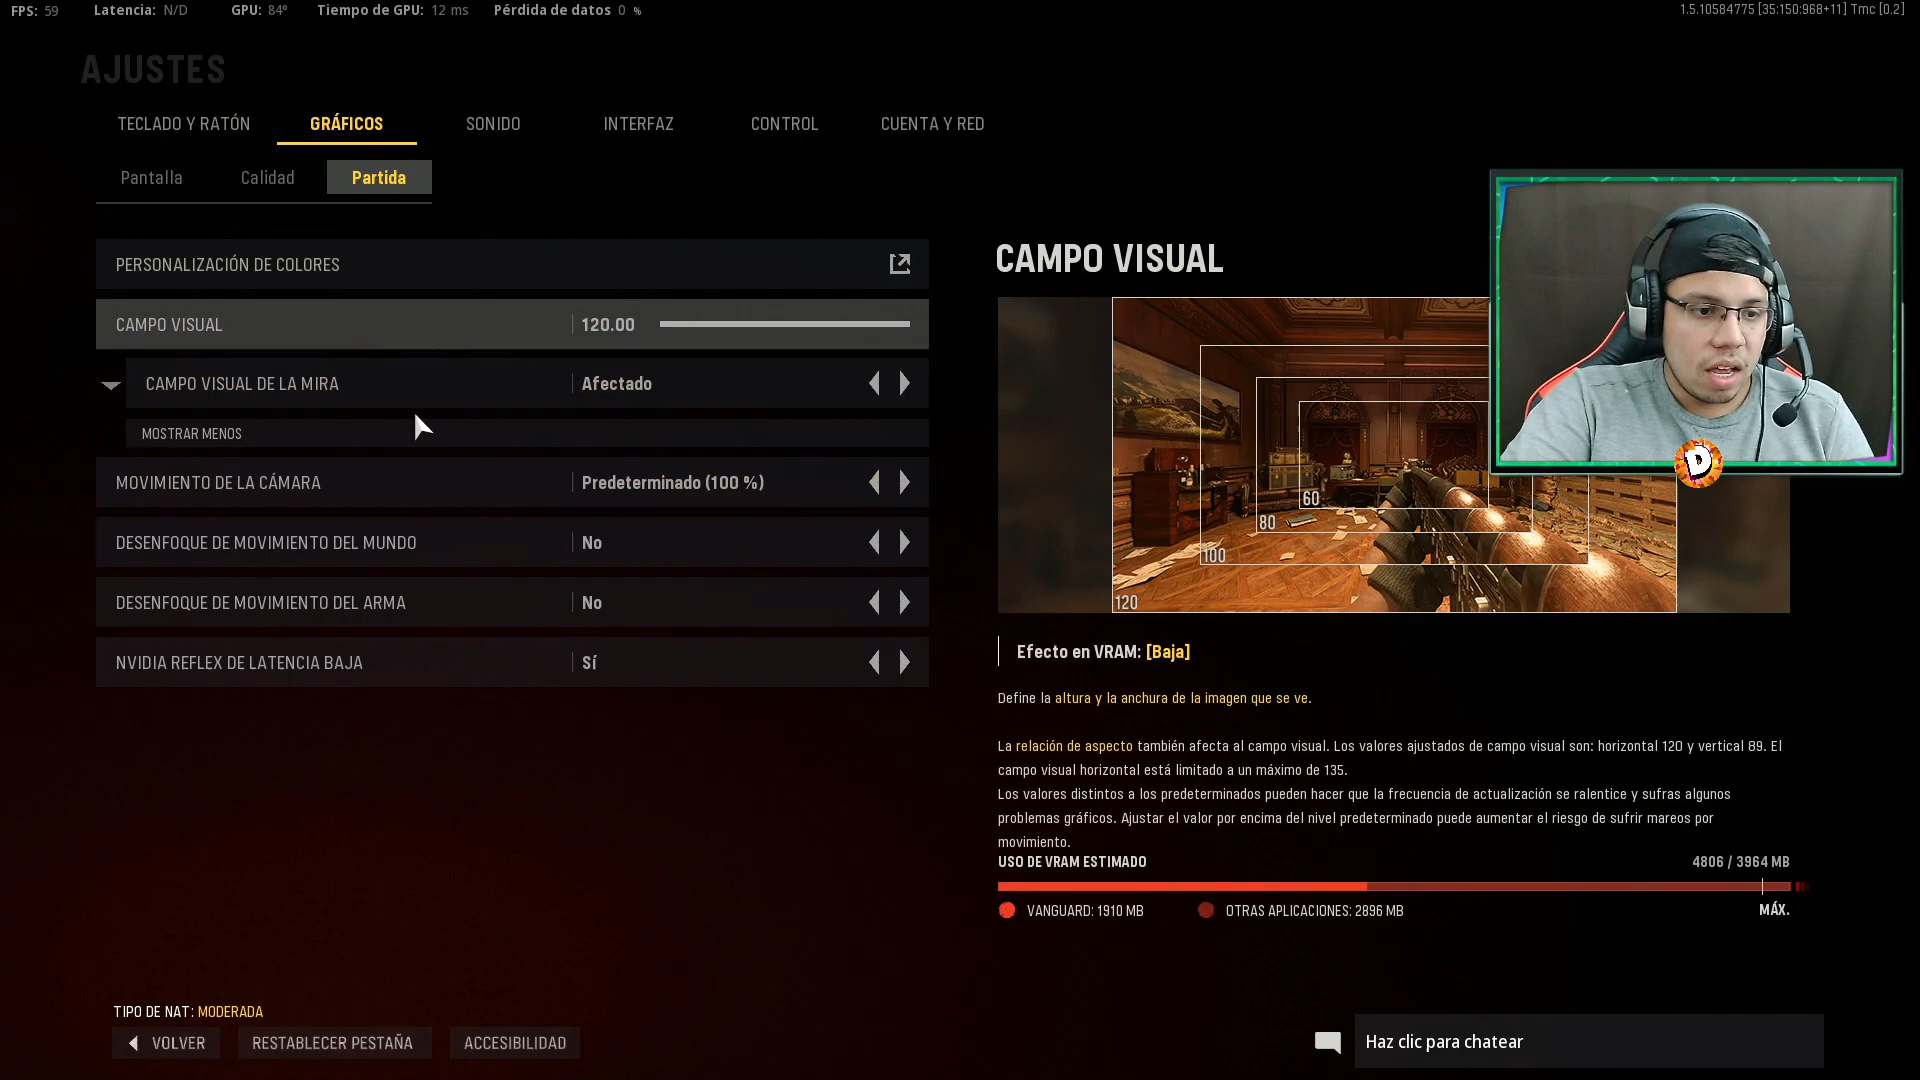 FPS: 59 Latencia: N/D GPU: 84° Tiempo de GPU: 12 ms Pérdida de datos 0 %
1.5.10584775 [35:150:968+11] Tmc [0.2]
AJUSTES
TECLADO Y RATÓN GRÁFICOS SONIDO INTERFAZ CONTROL CUENTA Y RED
Pantalla Calidad Partida
PERSONALIZACIÓN DE COLORES
CAMPO VISUAL 120.00
CAMPO VISUAL DE LA MIRA Afectado
MOSTRAR MENOS
MOVIMIENTO DE LA CÁMARA Predeterminado (100 %)
DESENFOQUE DE MOVIMIENTO DEL MUNDO No
DESENFOQUE DE MOVIMIENTO DEL ARMA No
NVIDIA REFLEX DE LATENCIA BAJA Sí
CAMPO VISUAL
60
80
100
120
D
Efecto en VRAM: [Baja]
Define la altura y la anchura de la imagen que se ve.
La relación de aspecto también afecta al campo visual. Los valores ajustados de campo visual son: horizontal 120 y vertical 89. El
campo visual horizontal está limitado a un máximo de 135.
Los valores distintos a los predeterminados pueden hacer que la frecuencia de actualización se ralentice y sufras algunos
problemas gráficos. Ajustar el valor por encima del nivel predeterminado puede aumentar el riesgo de sufrir mareos por
movimiento.
USO DE VRAM ESTIMADO 4806 / 3964 MB
VANGUARD: 1910 MB OTRAS APLICACIONES: 2896 MB MÁX.
TIPO DE NAT: MODERADA
VOLVER RESTABLECER PESTAÑA ACCESIBILIDAD
Haz clic para chatear